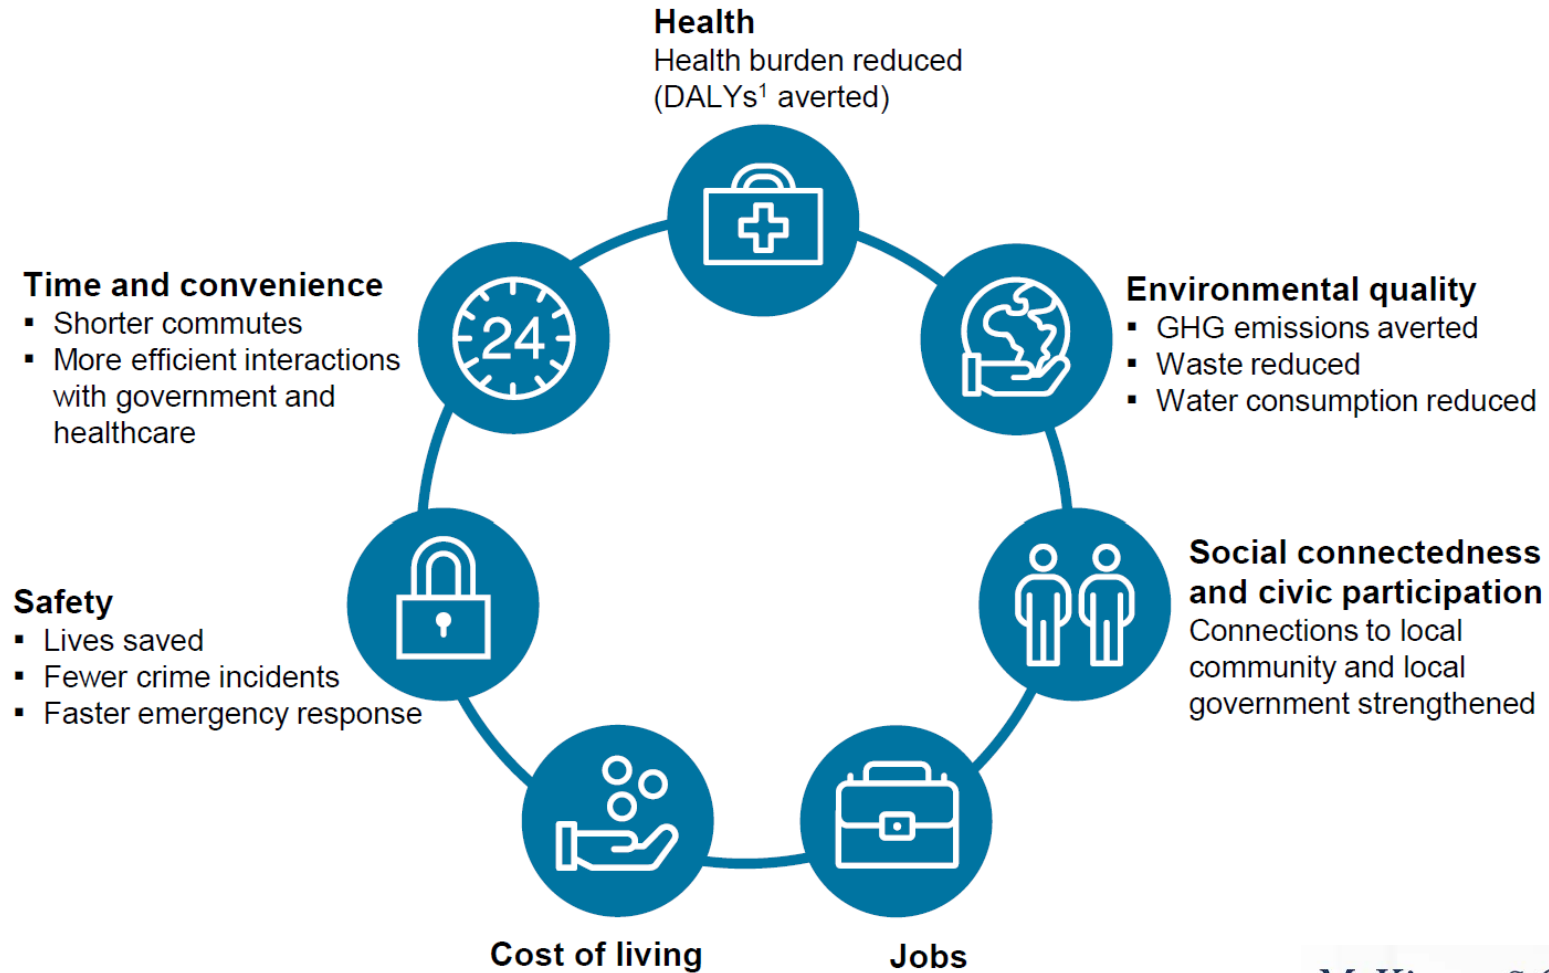 Health
Health burden reduced
(DALYs¹ averted)
Time and convenience
▪ Shorter commutes
▪ More efficient interactions
with government and
healthcare
24
Environmental quality
▪ GHG emissions averted
▪ Waste reduced
▪ Water consumption reduced
Social connectedness
and civic participation
Connections to local
community and local
government strengthened
Safety
▪ Lives saved
▪ Fewer crime incidents
▪ Faster emergency response
Cost of living
Jobs